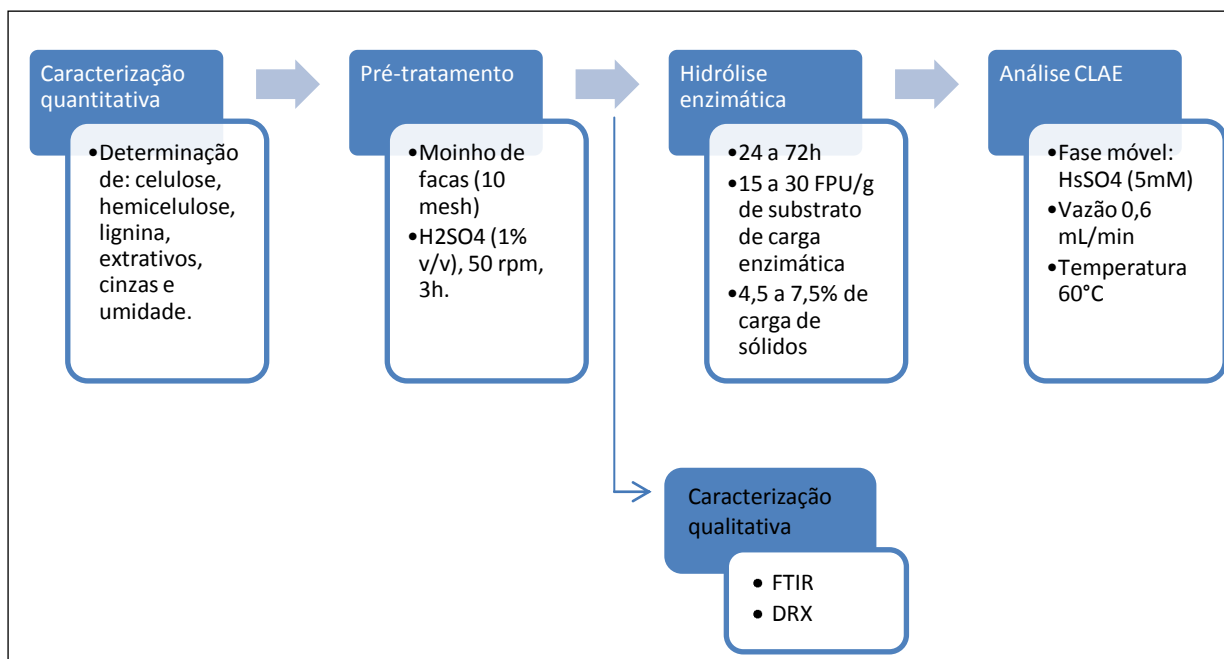 Caracterização
quantitativa
•Determinação
de: celulose,
hemicelulose,
lignina,
extrativos,
cinzas e
umidade.
Pré-tratamento
•Moinho de
facas (10
mesh)
•H2SO4 (1%
v/v), 50 rpm,
3h.
Hidrólise
enzimática
•24 a 72h
•15 a 30 FPU/g
de substrato
de carga
enzimática
•4,5 a 7,5% de
carga de
sólidos
Análise CLAE
•Fase móvel:
HsSO4 (5mM)
•Vazão 0,6
mL/min
•Temperatura
60°C
Caracterização
qualitativa
• FTIR
• DRX